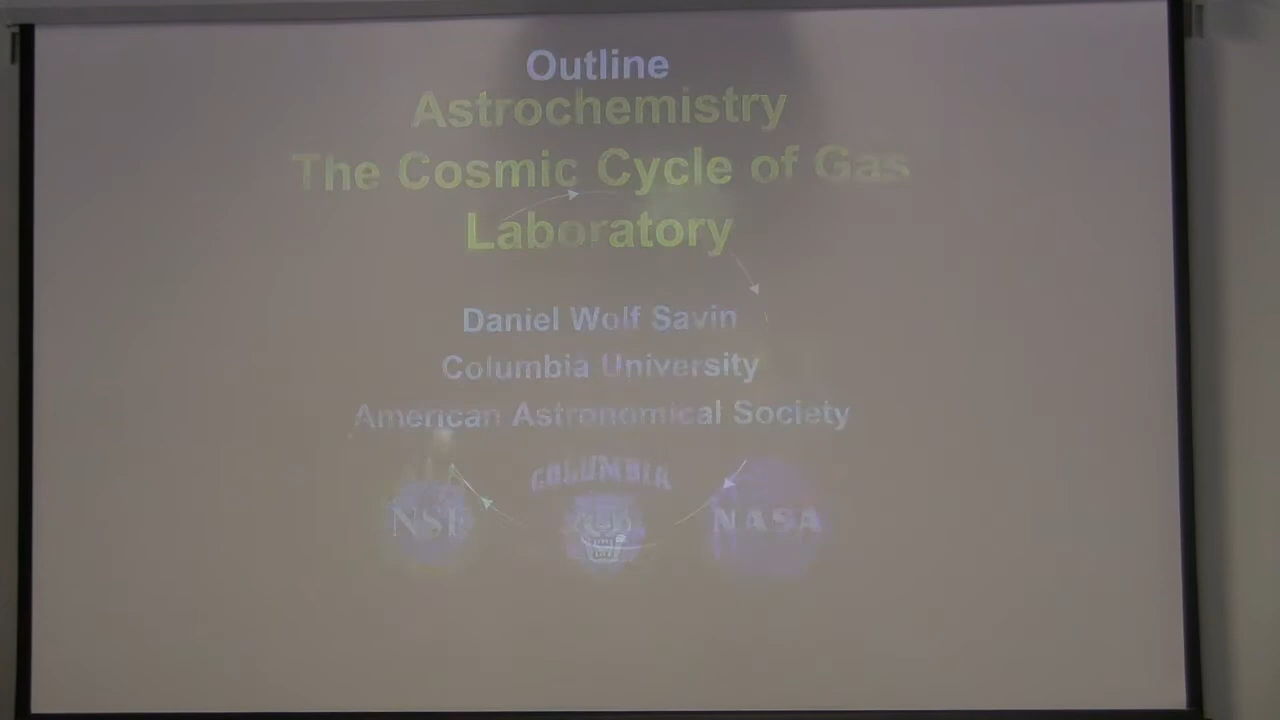 Outline
Astrochemistry
The Cosmic Cycle of Gas
Laboratory
Daniel Wolf Savin
Columbia University
American Astronomical Society
COLUMBIA
NSF
NASA